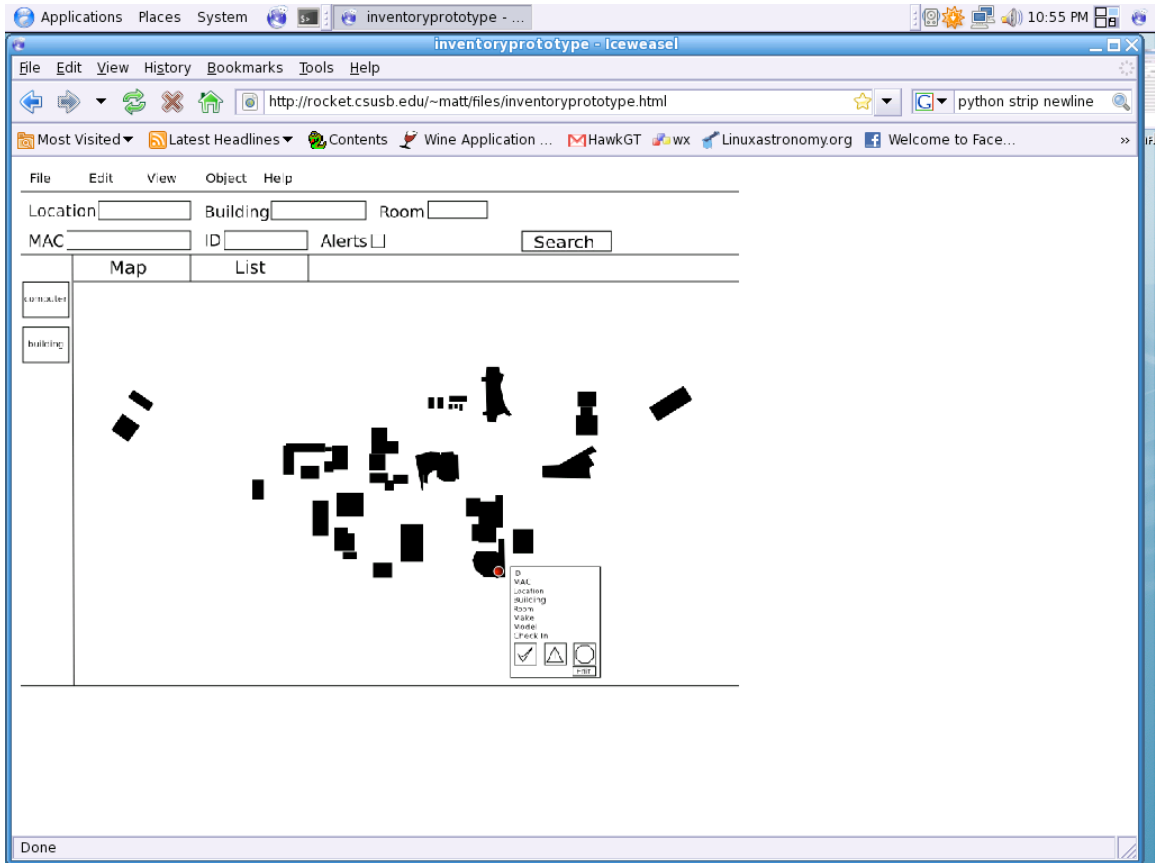 Applications Places System inventoryprototype - ... 10:55 PM
inventoryprototype - Iceweasel
File Edit View History Bookmarks Tools Help
http://rocket.csusb.edu/~matt/files/inventoryprototype.html G python strip newline
Most Visited Latest Headlines Contents Wine Application ... HawkGT wx Linuxastronomy.org Welcome to Face... »
File Edit View Object Help
Location Building Room
MAC ID Alerts Search
Map List
computer
building
ID
MAC
Location
Building
Room
Make
Model
Check In
Edit
Done